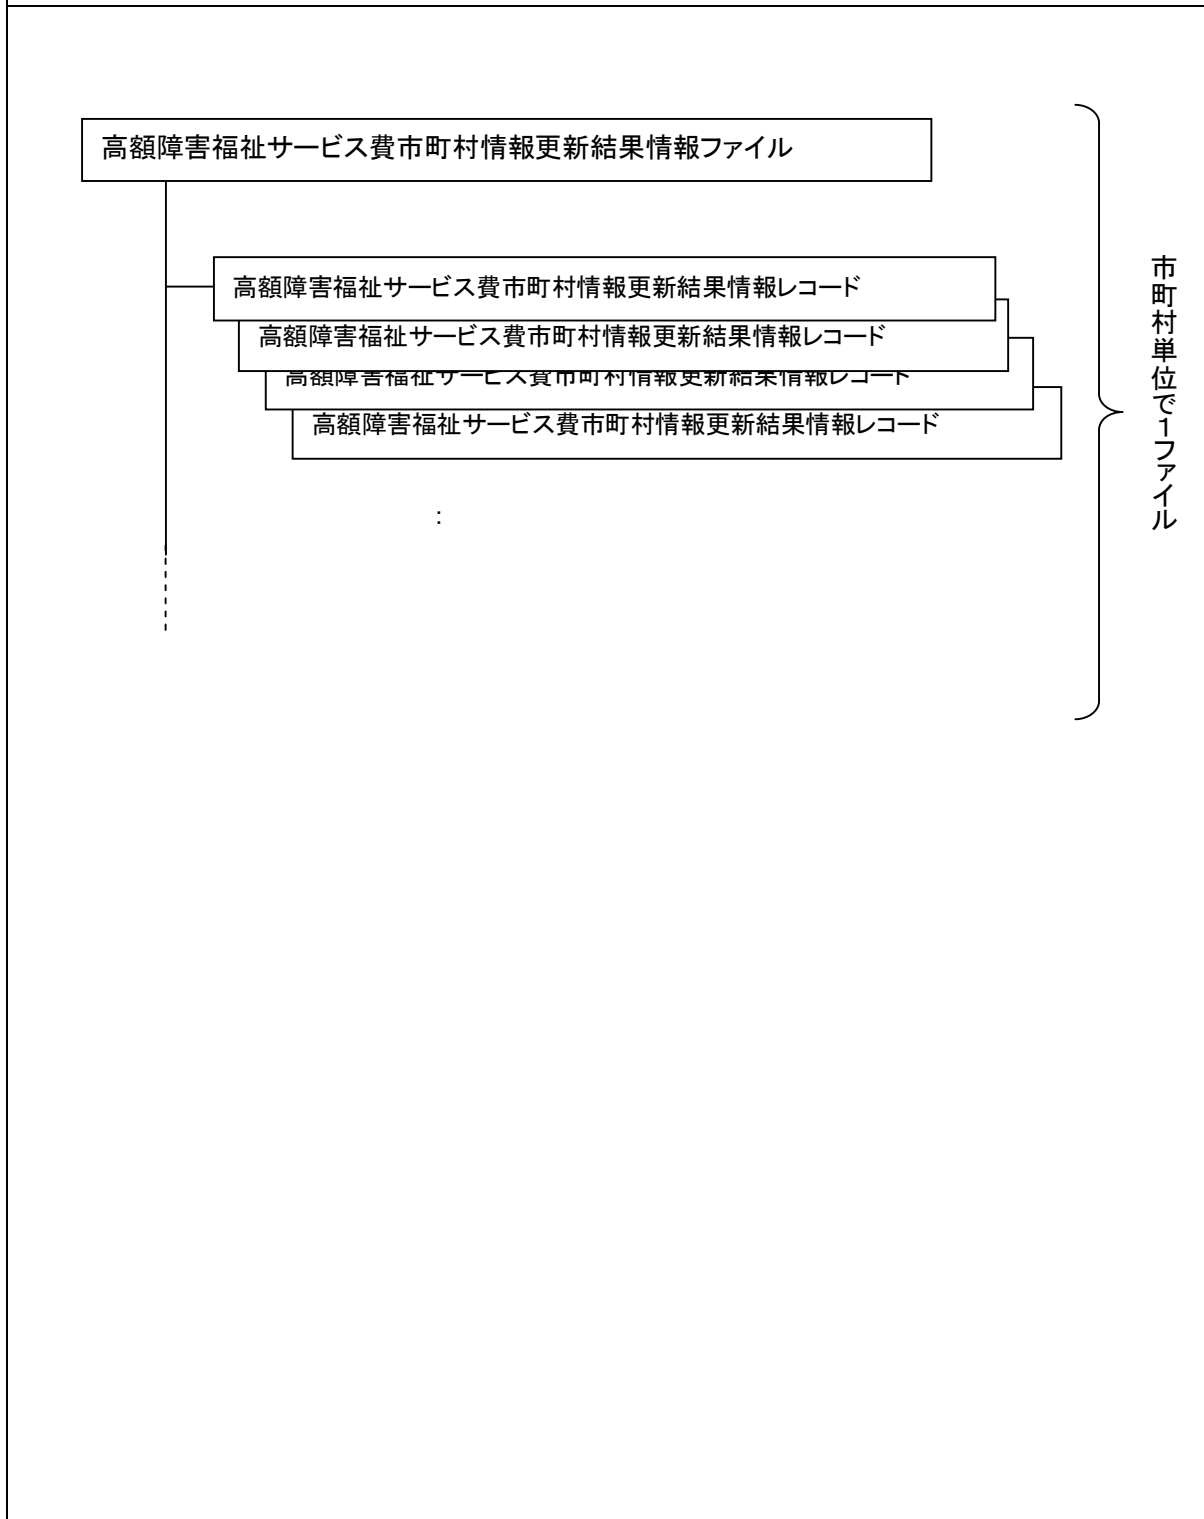 高額障害福祉サービス費市町村情報更新結果情報ファイル
高額障害福祉サービス費市町村情報更新結果情報レコード
高額障害福祉サービス費市町村情報更新結果情報レコード
高額障害福祉サービス費市町村情報更新結果情報レコード
高額障害福祉サービス費市町村情報更新結果情報レコード
：
市町村単位で1ファイル